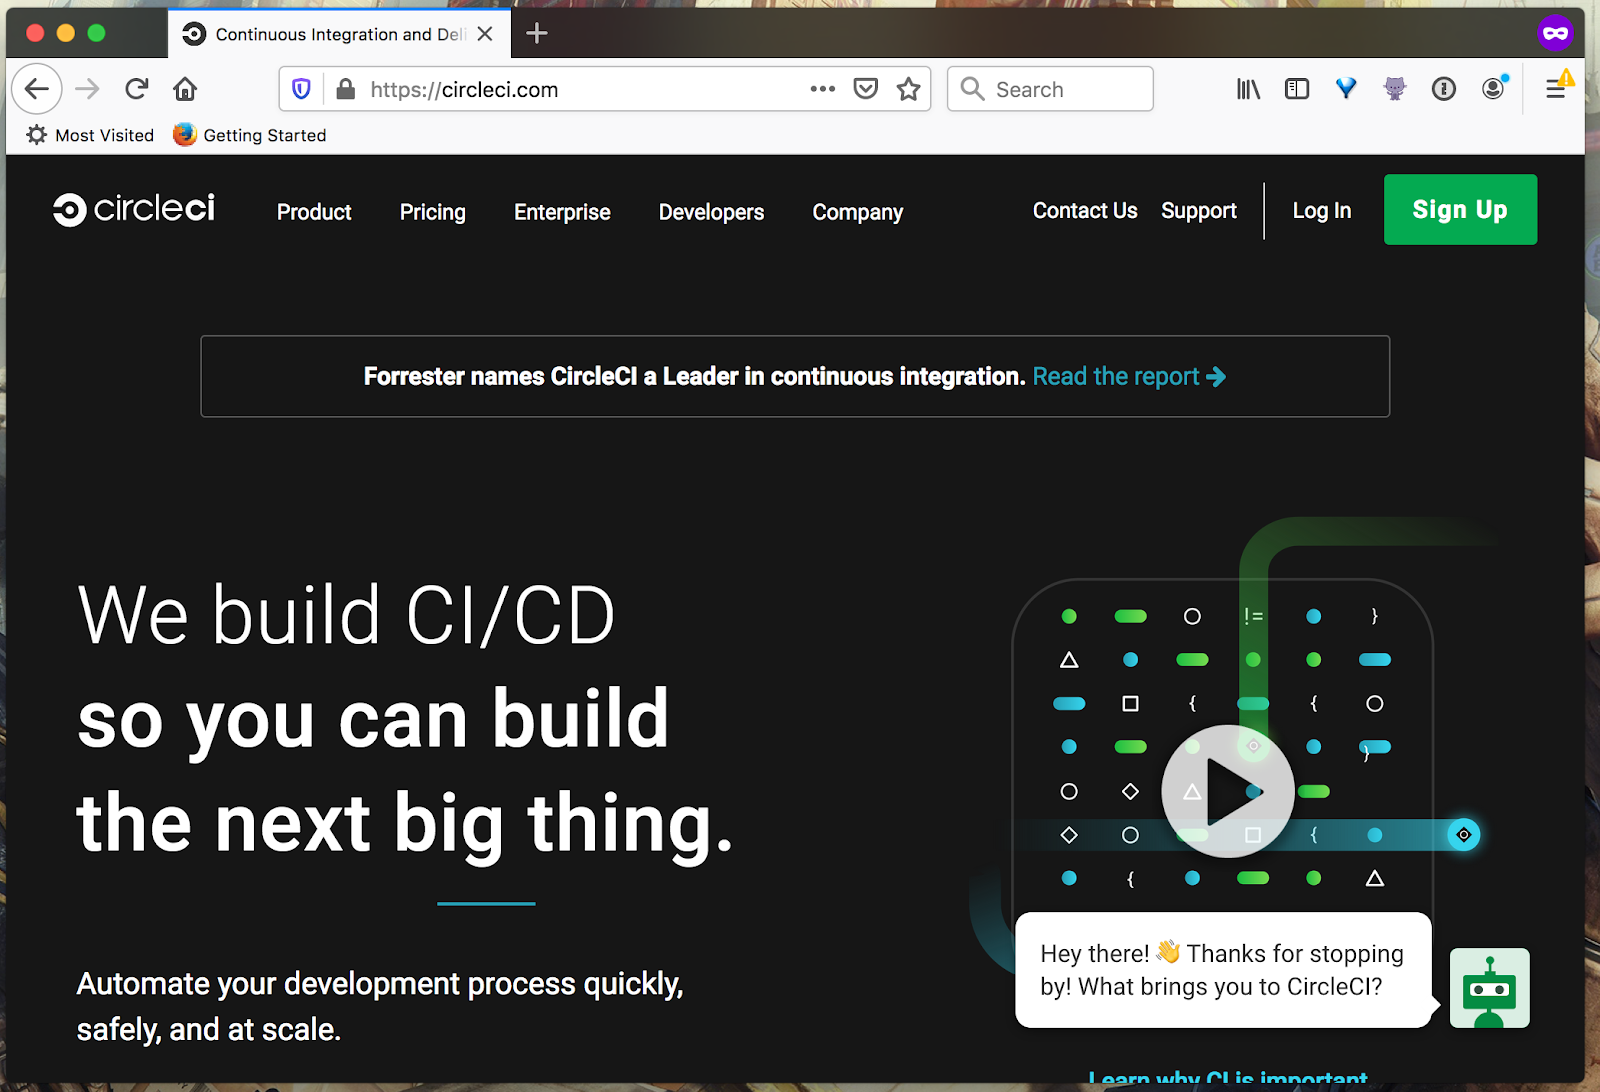 Continuous Integration and Deli
https://circleci.com
Search
Most Visited
Getting Started
circleci
Product
Pricing
Enterprise
Developers
Company
Contact Us
Support
Log In
Sign Up
Forrester names CircleCI a Leader in continuous integration. Read the report
We build CI/CD
so you can build
the next big thing.
Automate your development process quickly,
safely, and at scale.
!= }
{ {
}
{
{
Hey there! 👋 Thanks for stopping
by! What brings you to CircleCI?
Learn why CI is important